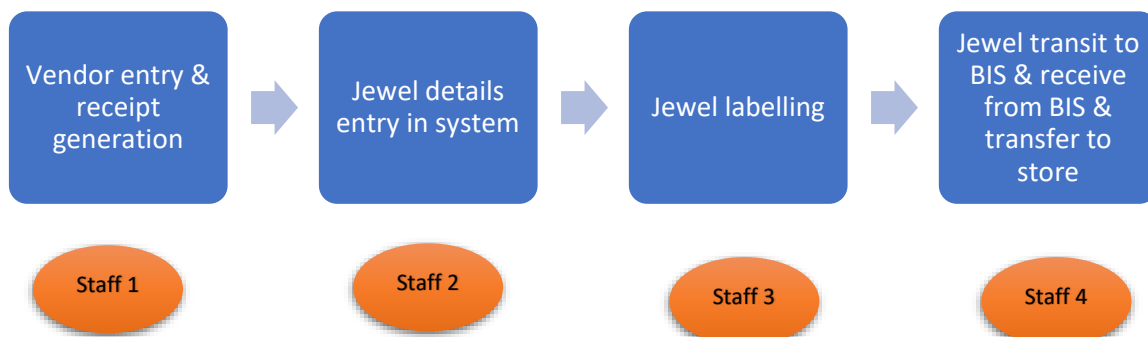 Vendor entry &
receipt
generation
Jewel details
entry in system
Jewel labelling
Jewel transit to
BIS & receive
from BIS &
transfer to
store
Staff 1
Staff 2
Staff 3
Staff 4